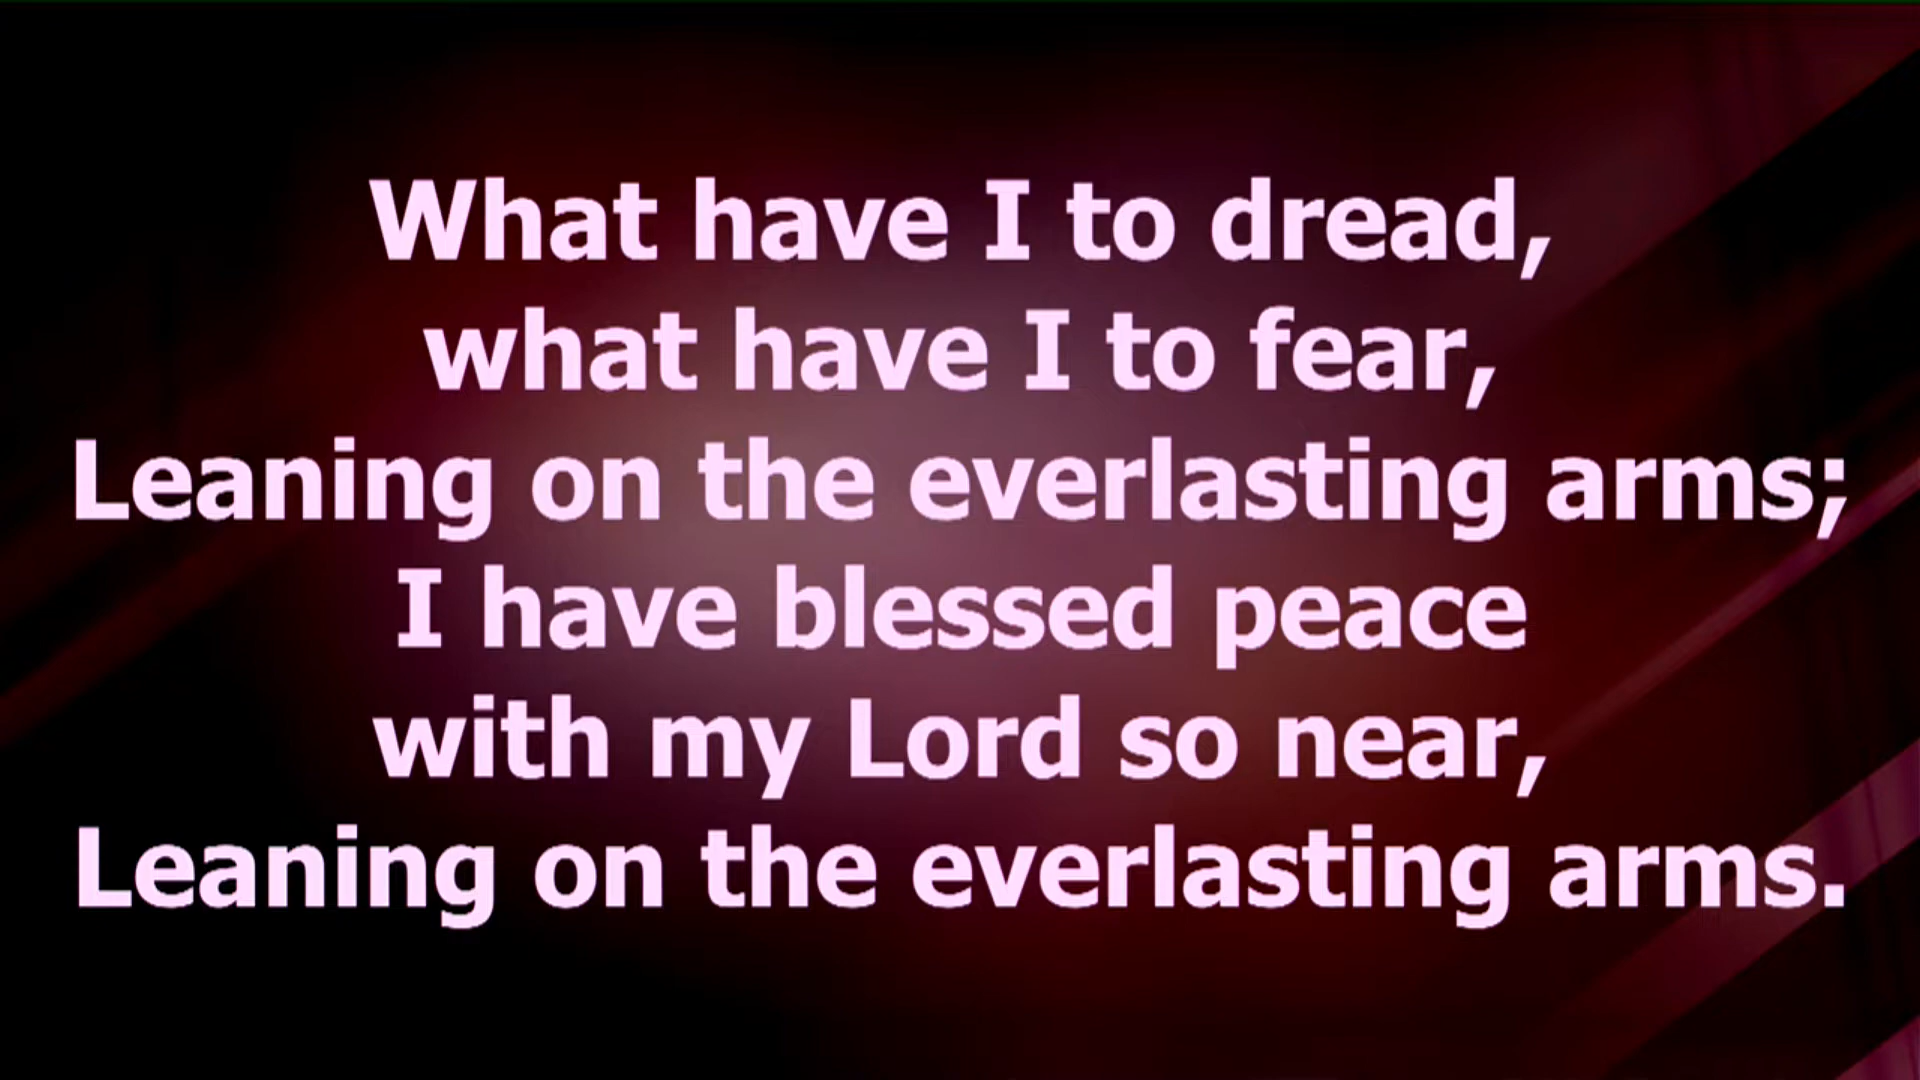 What have I to dread,
what have I to fear,
Leaning on the everlasting arms;
I have blessed peace
with my Lord so near,
Leaning on the everlasting arms.